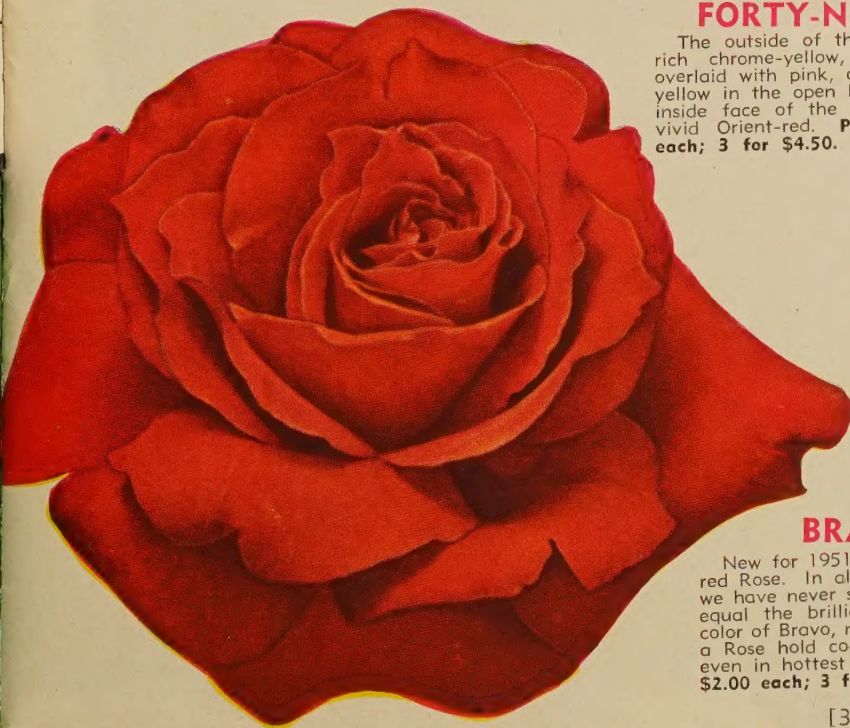 FORTY-N
The outside of th
rich chrome-yellow,
overlaid with pink,
yellow in the open
inside face of the
vivid Orient-red. P
each; 3 for $4.50.
BRA
New for 1951
red Rose. In al
we have never s
equal the brilli
color of Bravo, n
a Rose hold co
even in hottest
$2.00 each; 3 f
[3